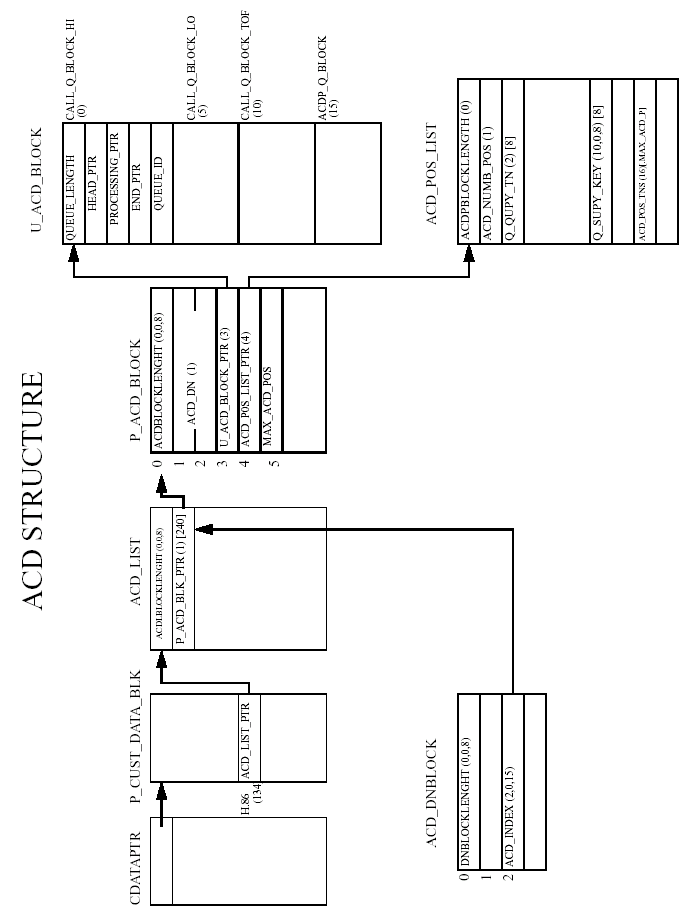 ACD STRUCTURE
CDATAPTR
P_CUST_DATA_BLK
H.86
(134)
ACD_LIST_PTR
ACD_LIST
ACDLBLOCKLENGHT (0,0,8)
P_ACD_BLK_PTR (1) [240]
P_ACD_BLOCK
0 ACDBLOCKLENGHT (0,0,8)
1
ACD_DN (1)
2
3 U_ACD_BLOCK_PTR (3)
4 ACD_P0S_LIST_PTR (4)
5 MAX_ACD_POS
U_ACD_BLOCK
QUEUE_LENGTH
HEAD_PTR
PROCESSING_PTR
END_PTR
QUEUE_ID
CALL_Q_BLOCK_HI
(0)
CALL_Q_BLOCK_LO
(5)
CALL_Q_BLOCK_TOF
(10)
ACDP_Q_BLOCK
(15)
ACD_DNBLOCK
0 DNBLOCKLENGHT (0,0,8)
1
2 ACD_INDEX (2,0,15)
ACD_POS_LIST
ACDPBLOCKLENGTH (0)
ACD_NUMB_POS (1)
Q_QUPY_TN (2) [8]
Q_SUPY_KEY (10,0,8) [8]
ACD_POS_TNS (16)[,MAX_ACD_P]